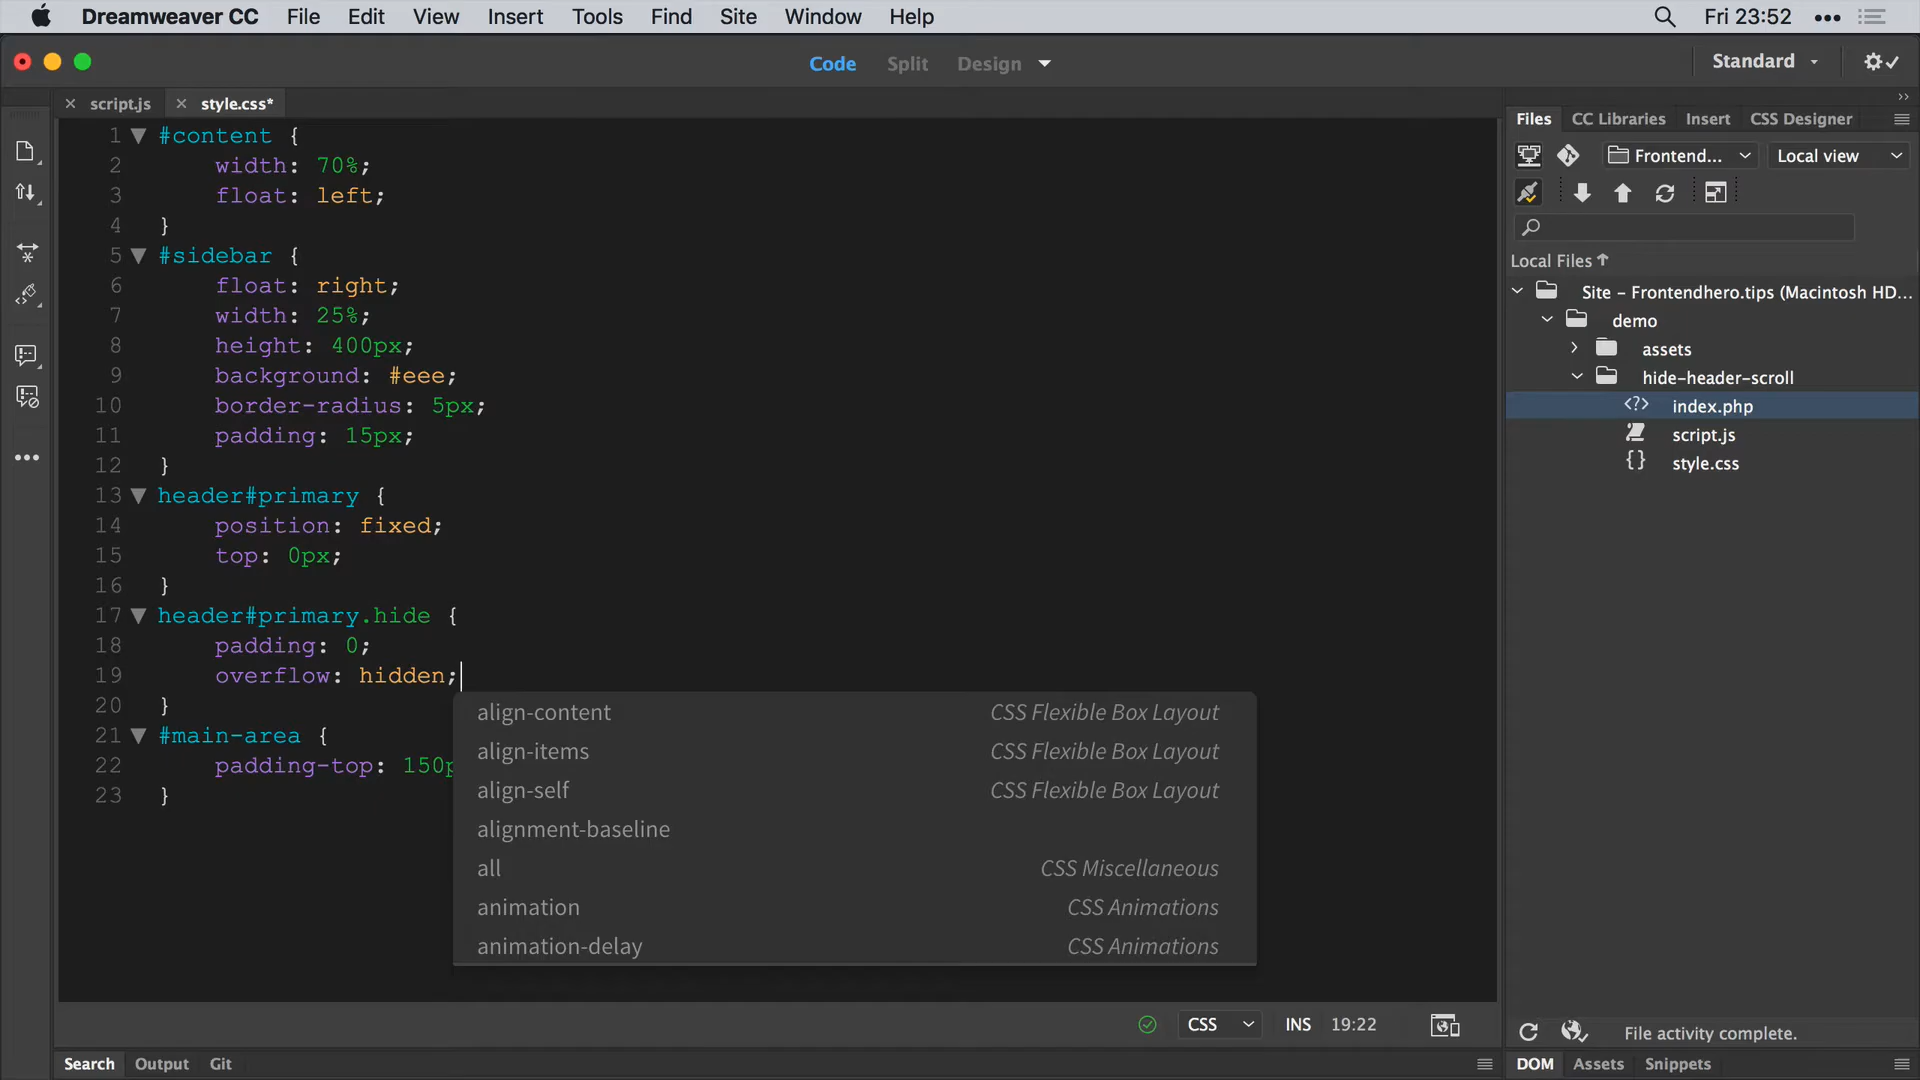 Dreamweaver CC File Edit View Insert Tools Find Site Window Help Fri 23:52
Code Split Design Standard
script.js style.css*
1 #content {
2 width: 70%;
3 float: left;
4 }
5 #sidebar {
6 float: right;
7 width: 25%;
8 height: 400px;
9 background: #eee;
10 border-radius: 5px;
11 padding: 15px;
12 }
13 header#primary {
14 position: fixed;
15 top: 0px;
16 }
17 header#primary.hide {
18 padding: 0;
19 overflow: hidden;
20 }
21 #main-area {
22 padding-top: 150p
23 }
align-content CSS Flexible Box Layout
align-items CSS Flexible Box Layout
align-self CSS Flexible Box Layout
alignment-baseline
all CSS Miscellaneous
animation CSS Animations
animation-delay CSS Animations
CSS INS 19:22
Search Output Git
Files CC Libraries Insert CSS Designer
Frontend... Local view
Local Files
Site – Frontendhero.tips (Macintosh HD...
demo
assets
hide-header-scroll
index.php
script.js
style.css
File activity complete.
DOM Assets Snippets